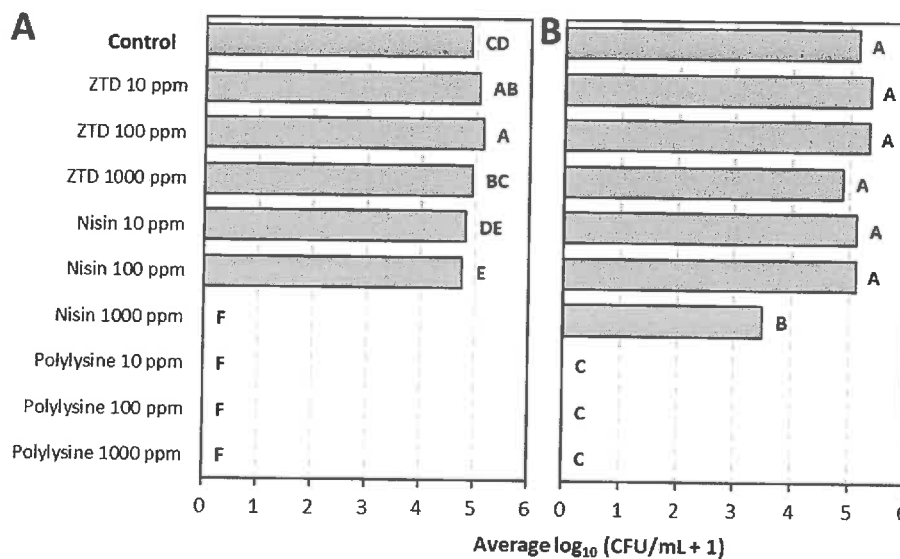 A
B
Control
CD
A
ZTD 10 ppm
AB
A
ZTD 100 ppm
A
A
ZTD 1000 ppm
BC
A
Nisin 10 ppm
DE
A
Nisin 100 ppm
E
A
Nisin 1000 ppm
F
B
Polylysine 10 ppm
F
C
Polylysine 100 ppm
F
C
Polylysine 1000 ppm
F
C
0 1 2 3 4 5 6
0 1 2 3 4 5 6
Average log10 (CFU/mL + 1)